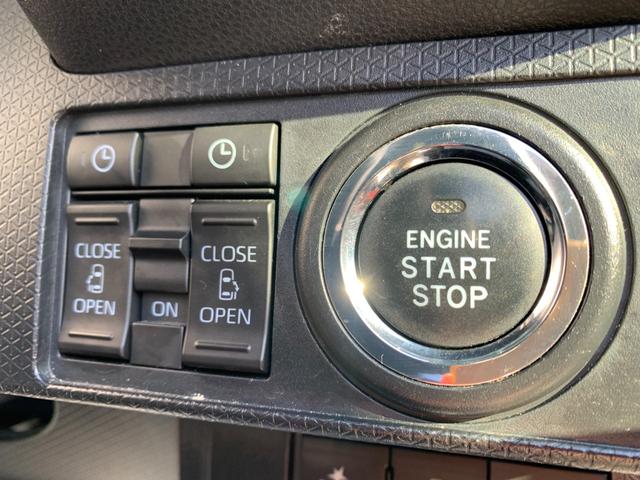 CLOSE
OPEN
ON
CLOSE
OPEN
ENGINE
START
STOP